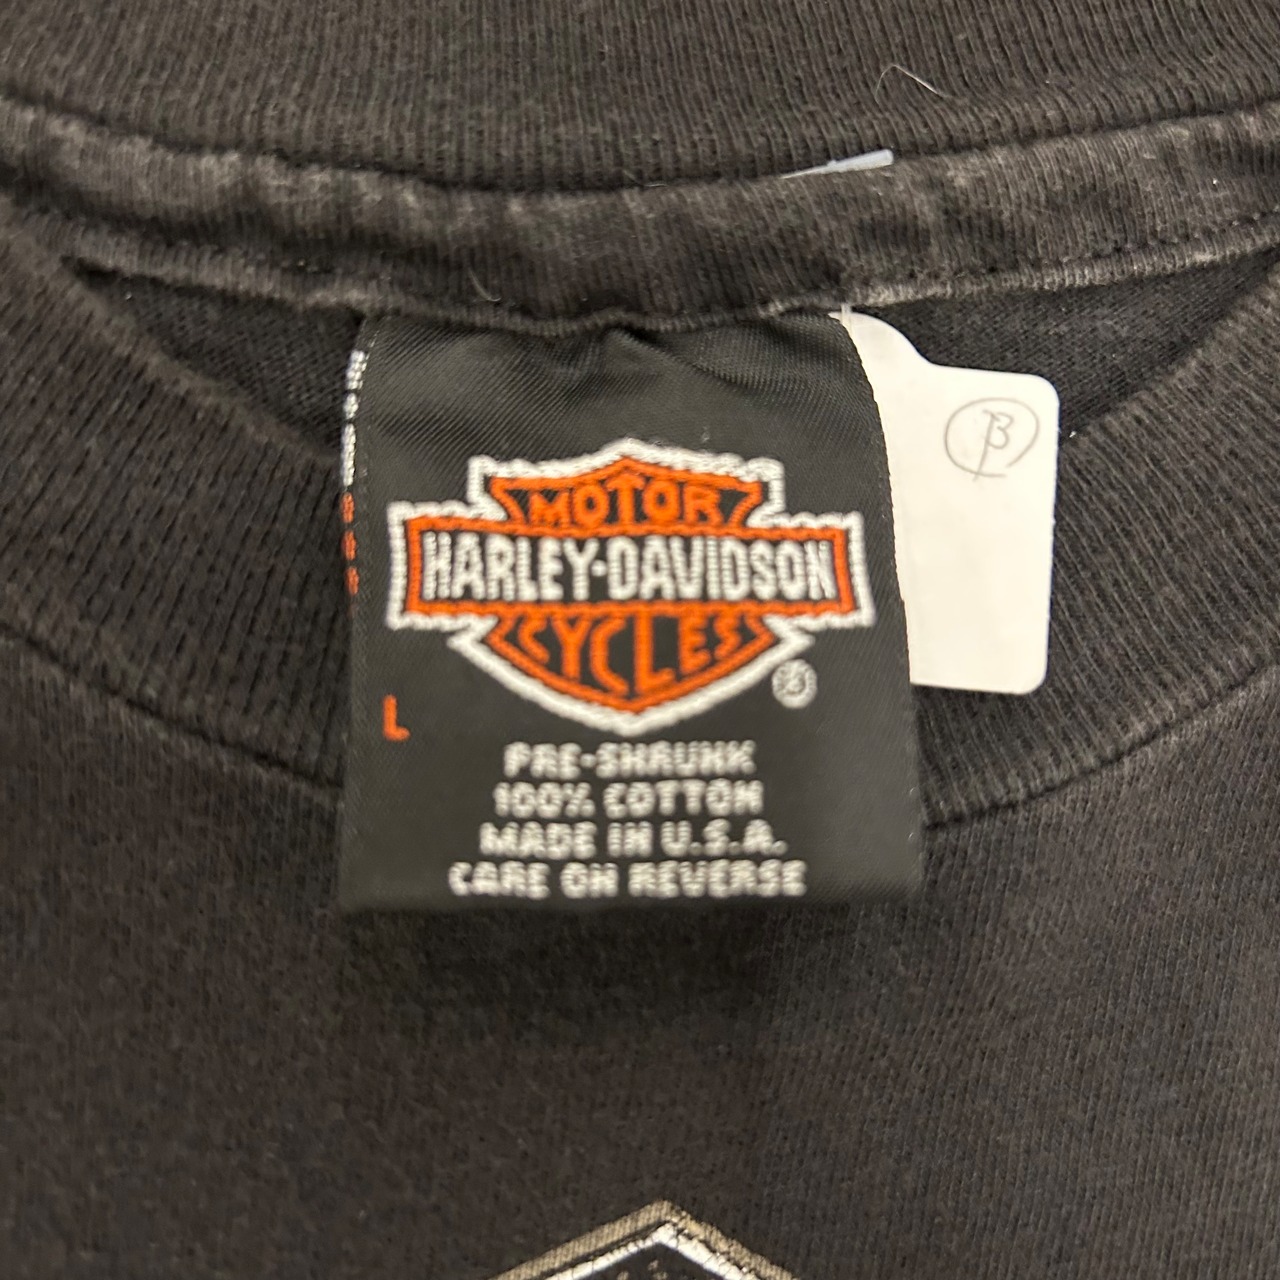 MOTOR
HARLEY-DAVIDSON
CYCLES
®
L
PRE-SHRUNK
100% COTTON
MADE IN U.S.A.
CARE ON REVERSE